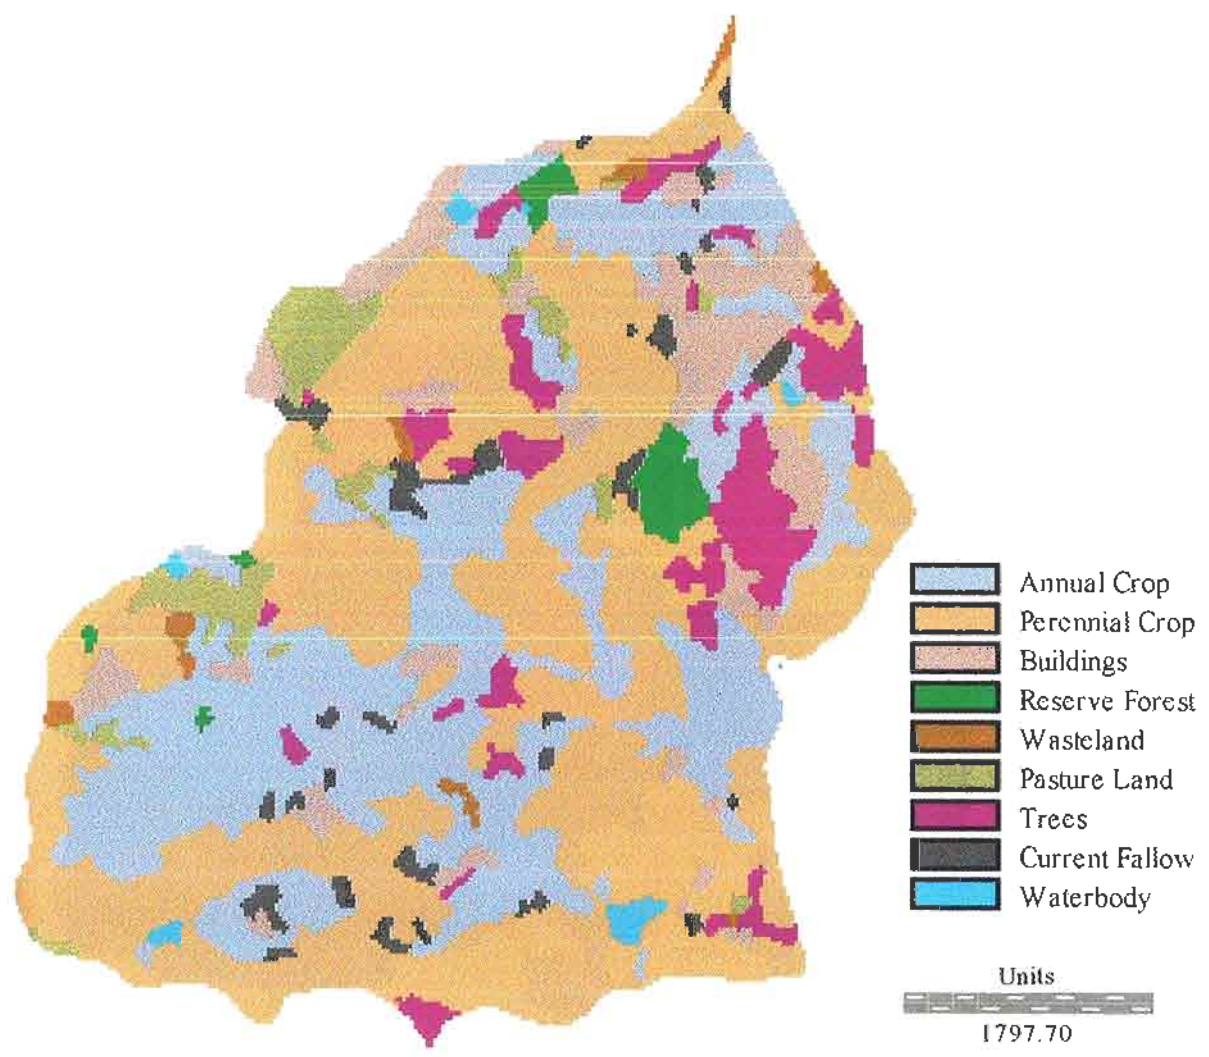 Annual Crop
Perennial Crop
Buildings
Reserve Forest
Wasteland
Pasture Land
Trees
Current Fallow
Waterbody
Units
1797.70